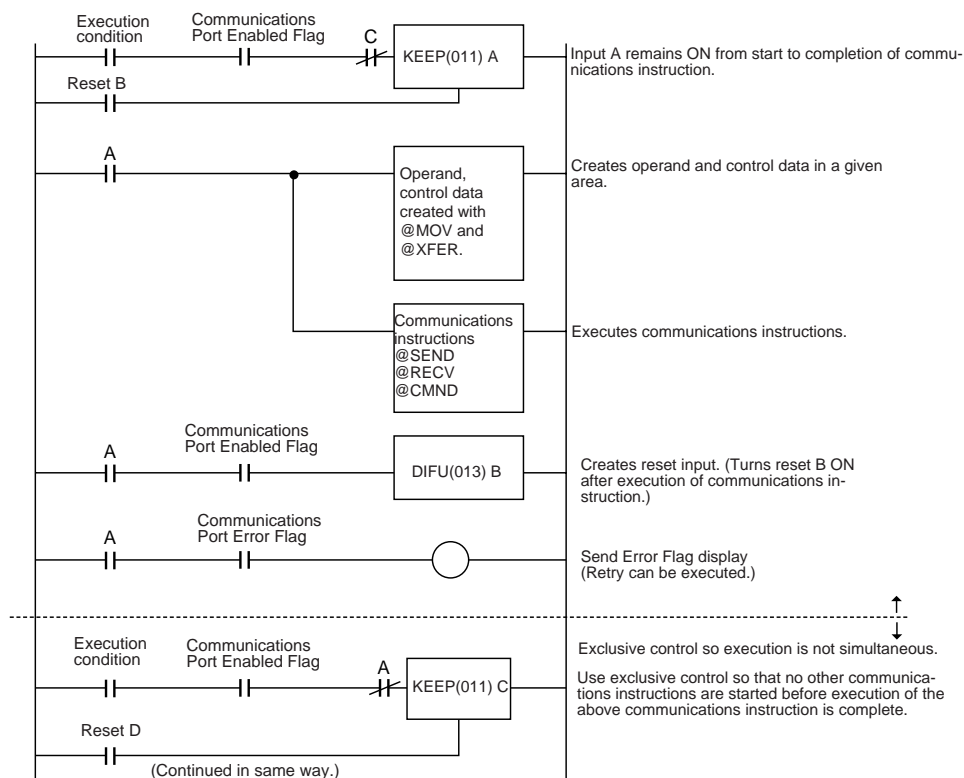 Execution
condition
Communications
Port Enabled Flag
C
KEEP(011) A
Input A remains ON from start to completion of commu-
nications instruction.
Reset B
A
Operand,
control data
created with
@MOV and
@XFER.
Creates operand and control data in a given
area.
Communications
instructions
@SEND
@RECV
@CMND
Executes communications instructions.
A
Communications
Port Enabled Flag
DIFU(013) B
Creates reset input. (Turns reset B ON
after execution of communications in-
struction.)
A
Communications
Port Error Flag
Send Error Flag display
(Retry can be executed.)
Exclusive control so execution is not simultaneous.
Execution
condition
Communications
Port Enabled Flag
A
KEEP(011) C
Use exclusive control so that no other communica-
tions instructions are started before execution of the
above communications instruction is complete.
Reset D
(Continued in same way.)